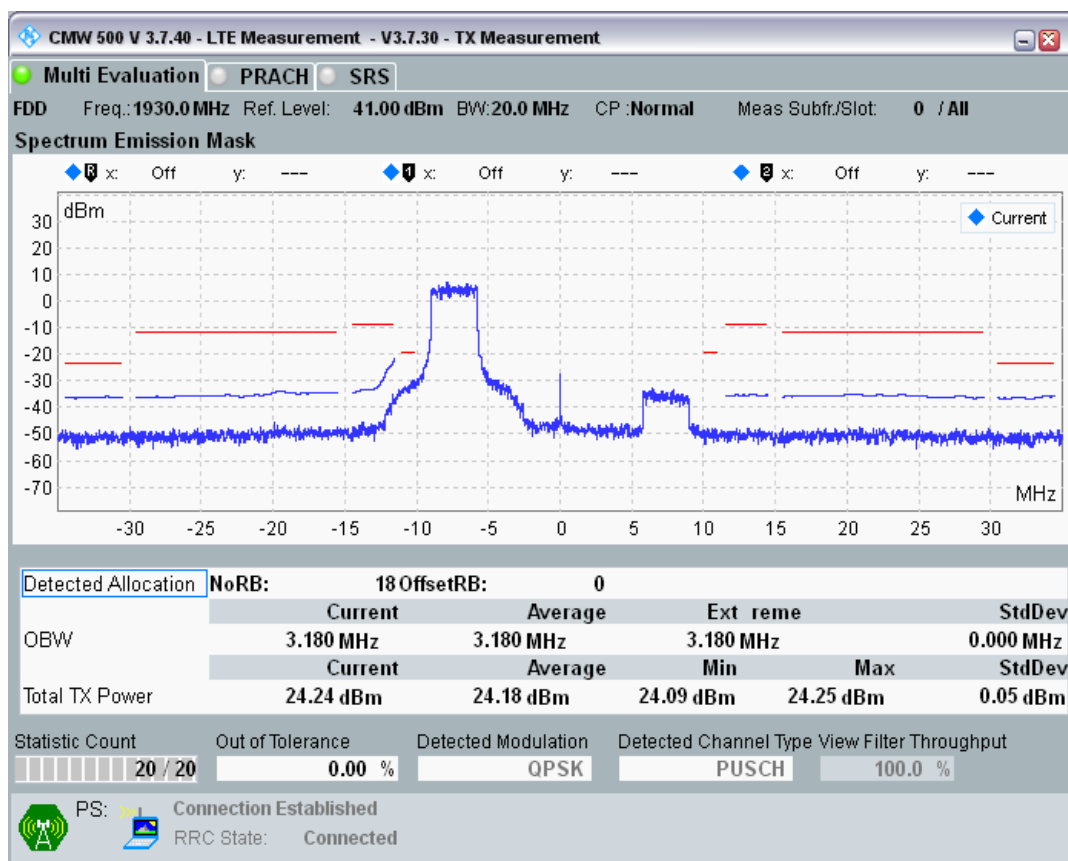 CMW 500 V 3.7.40 - LTE Measurement - V3.7.30 - TX Measurement
Multi Evaluation PRACH SRS
FDD Freq.: 1930.0 MHz Ref. Level: 41.00 dBm BW: 20.0 MHz CP : Normal Meas Subfr./Slot: 0 / All
Spectrum Emission Mask
R x: Off y: --- 1 x: Off y: --- 2 x: Off y: ---
dBm
Current
30
20
10
0
-10
-20
-30
-40
-50
-60
-70
MHz
-30 -25 -20 -15 -10 -5 0 5 10 15 20 25 30
Detected Allocation NoRB: 18 OffsetRB: 0
Current Average Ext reme StdDev
OBW 3.180 MHz 3.180 MHz 3.180 MHz 0.000 MHz
Current Average Min Max StdDev
Total TX Power 24.24 dBm 24.18 dBm 24.09 dBm 24.25 dBm 0.05 dBm
Statistic Count Out of Tolerance Detected Modulation Detected Channel Type View Filter Throughput
20 / 20 0.00 % QPSK PUSCH 100.0 %
PS: Connection Established
RRC State: Connected